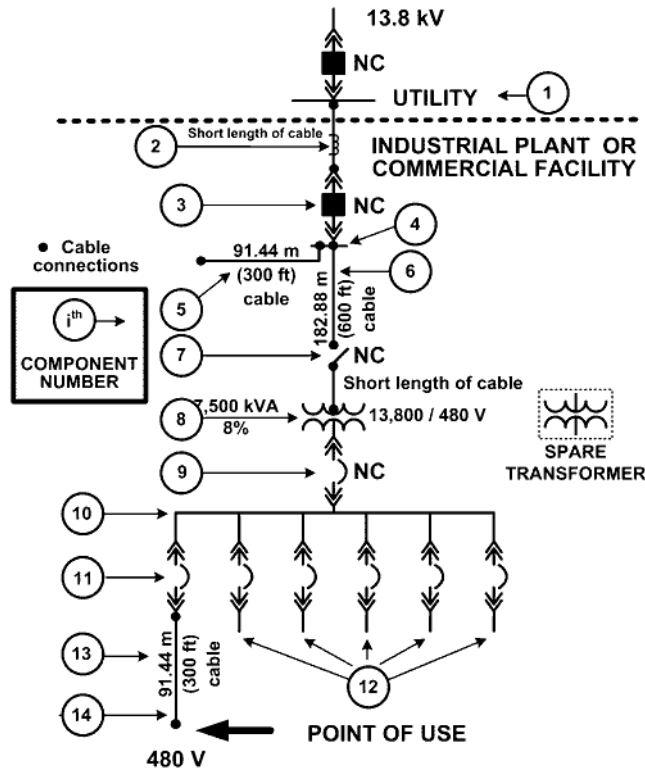 13.8 kV
NC
UTILITY
1
2
Short length of cable
INDUSTRIAL PLANT OR
COMMERCIAL FACILITY
3
NC
4
Cable
connections
91.44 m
(300 ft)
cable
5
6
182.88 m
(600 ft)
cable
ith
COMPONENT
NUMBER
7
NC
Short length of cable
8
7,500 kVA
8%
13,800 / 480 V
SPARE
TRANSFORMER
9
NC
10
11
12
13
91.44 m
(300 ft)
cable
14
POINT OF USE
480 V